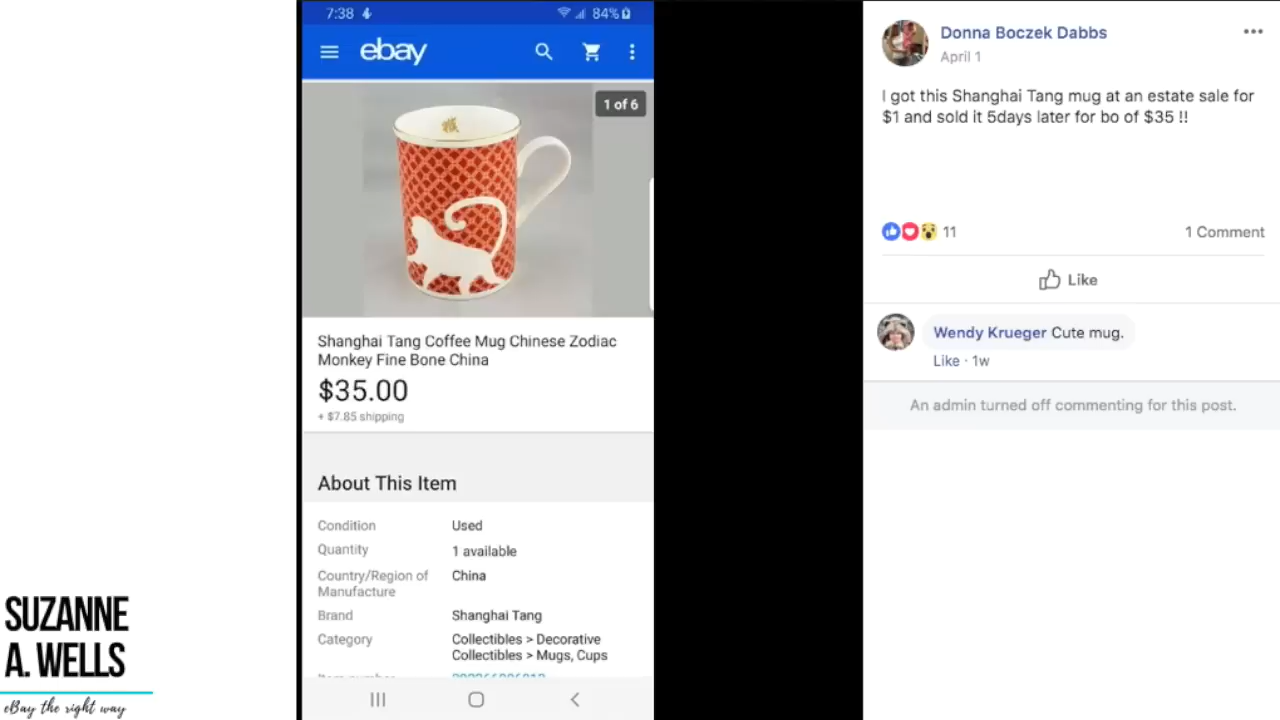 7:38
84%
ebay
1 of 6
Shanghai Tang Coffee Mug Chinese Zodiac
Monkey Fine Bone China
$35.00
+ $7.85 shipping
About This Item
Condition Used
Quantity 1 available
Country/Region of China
Manufacture
Brand Shanghai Tang
Category Collectibles > Decorative
Collectibles > Mugs, Cups
Donna Boczek Dabbs
April 1
I got this Shanghai Tang mug at an estate sale for
$1 and sold it 5days later for bo of $35 !!
11 1 Comment
Like
Wendy Krueger Cute mug.
Like · 1w
An admin turned off commenting for this post.
SUZANNE
A. WELLS
eBay the right way